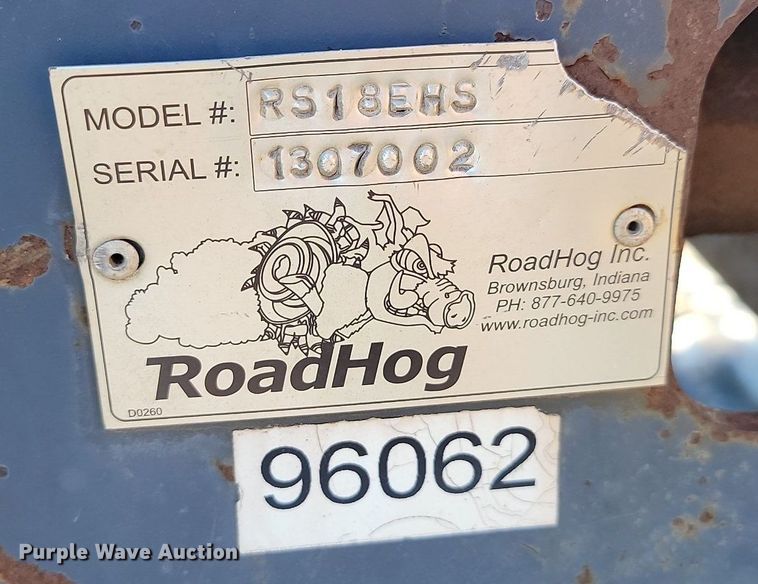 MODEL #: RS18EHS
SERIAL #: 1307002
RoadHog Inc.
Brownsburg, Indiana
PH: 877-640-9975
www.roadhog-inc.com
RoadHog
D0260
96062
Purple Wave Auction